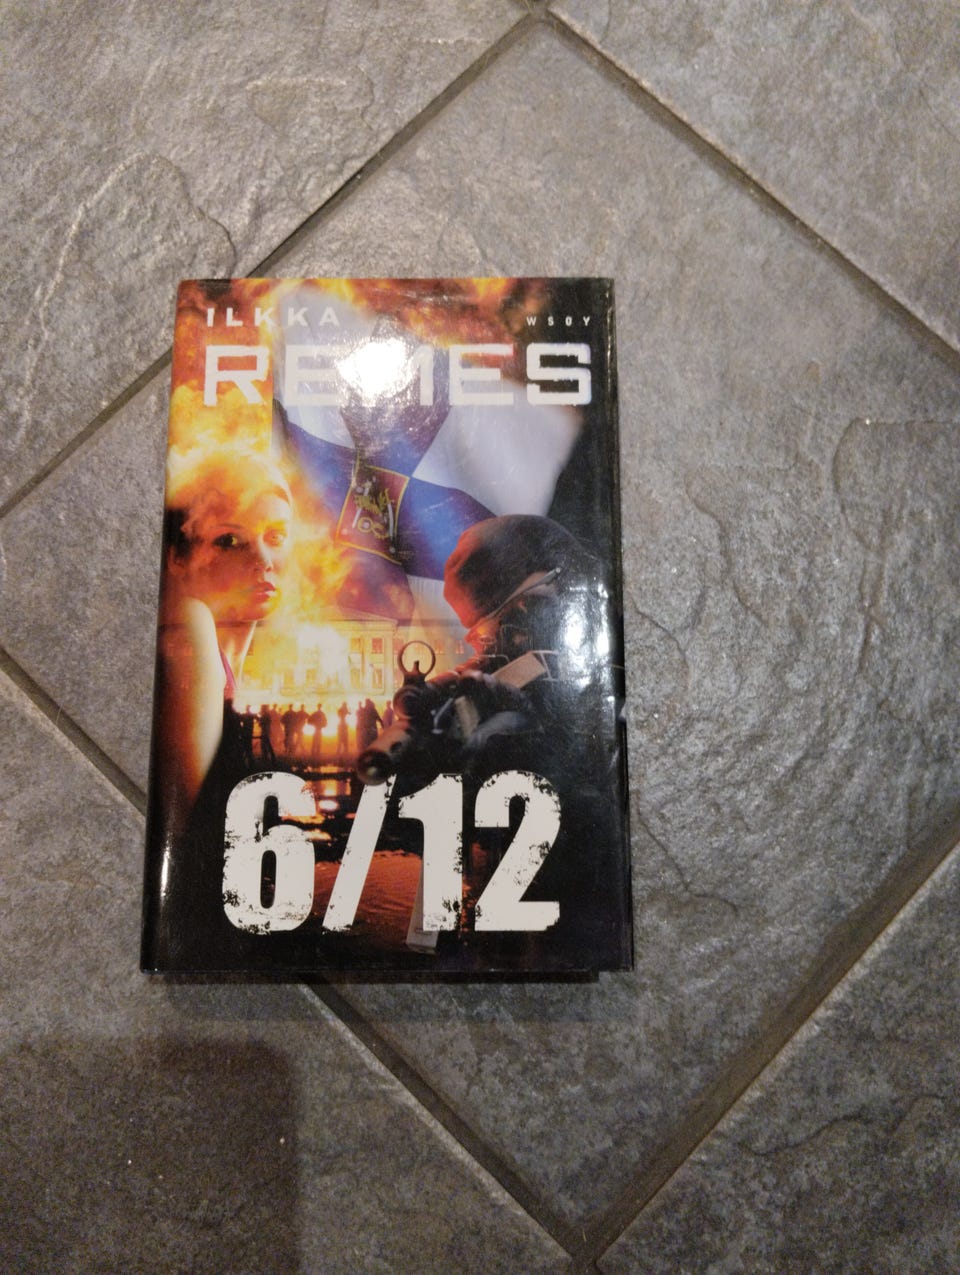 ILKKA WSOY
REMES
6/12